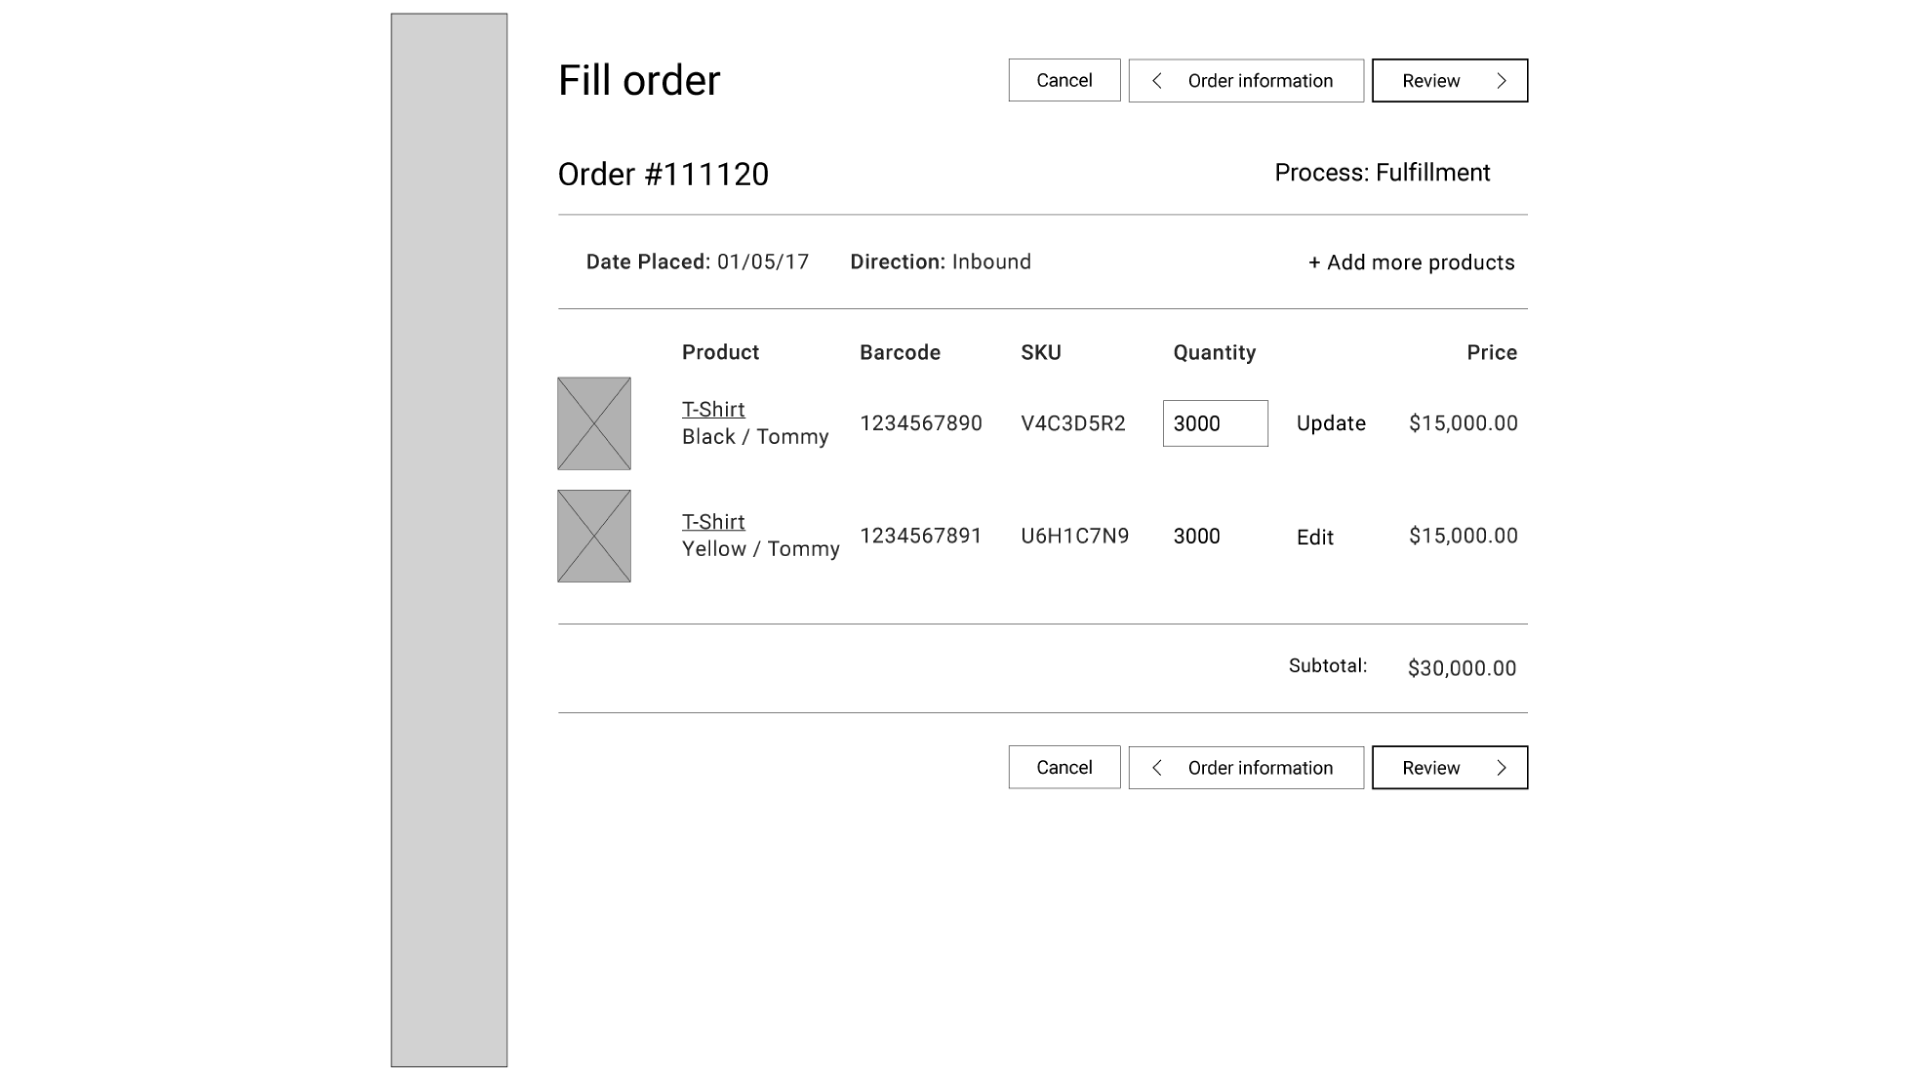 Fill order
Cancel
< Order information
Review >
Order #111120
Process: Fulfillment
Date Placed: 01/05/17 Direction: Inbound + Add more products
Product Barcode SKU Quantity Price
T-Shirt
Black / Tommy
1234567890 V4C3D5R2 3000 Update $15,000.00
T-Shirt
Yellow / Tommy
1234567891 U6H1C7N9 3000 Edit $15,000.00
Subtotal: $30,000.00
Cancel
< Order information
Review >